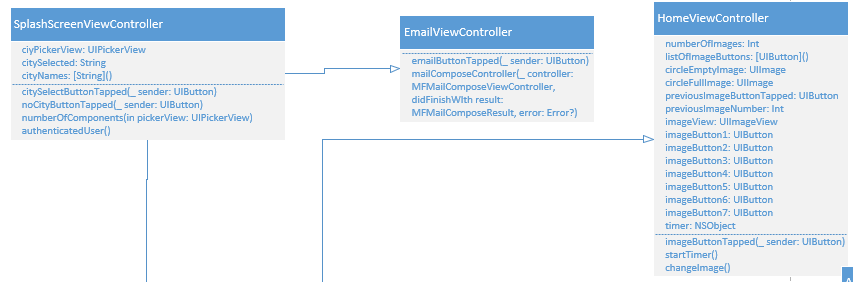 SplashScreenViewController
ciyPickerView: UIPickerView
citySelected: String
cityNames: [String]()
citySelectButtonTapped(_ sender: UIButton)
noCityButtonTapped(_ sender: UIButton)
numberOfComponents(in pickerView: UIPickerView)
authenticatedUser()
EmailViewController
emailButtonTapped(_ sender: UIButton)
mailComposeController(_ controller:
MFMailComposeViewController,
didFinishWith result:
MFMailComposeResult, error: Error?)
HomeViewController
numberOfImages: Int
listOfImageButtons: [UIButton]()
circleEmptyImage: UIImage
circleFullImage: UIImage
previousImageButtonTapped: UIButton
previousImageNumber: Int
imageView: UIImageView
imageButton1: UIButton
imageButton2: UIButton
imageButton3: UIButton
imageButton4: UIButton
imageButton5: UIButton
imageButton6: UIButton
imageButton7: UIButton
timer: NSObject
imageButtonTapped(_ sender: UIButton)
startTimer()
changeImage()